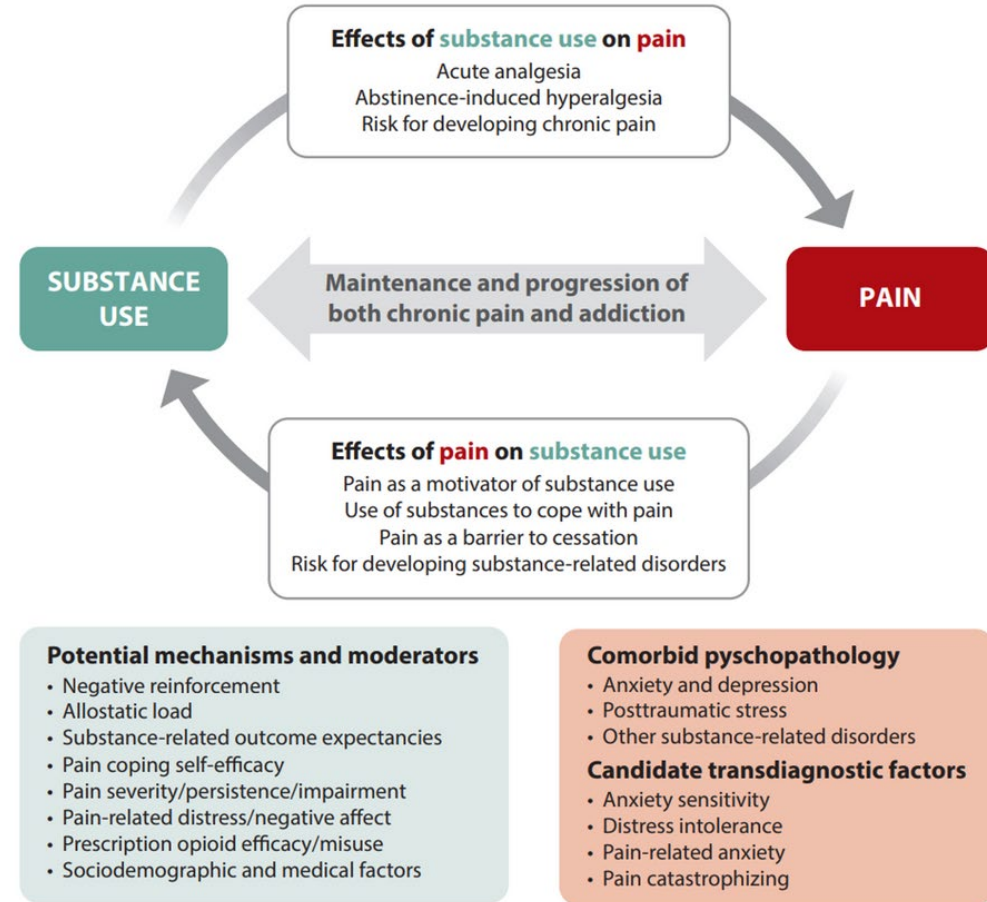 Effects of substance use on pain
Acute analgesia
Abstinence-induced hyperalgesia
Risk for developing chronic pain
SUBSTANCE
USE
Maintenance and progression of
both chronic pain and addiction
PAIN
Effects of pain on substance use
Pain as a motivator of substance use
Use of substances to cope with pain
Pain as a barrier to cessation
Risk for developing substance-related disorders
Potential mechanisms and moderators
• Negative reinforcement
• Allostatic load
• Substance-related outcome expectancies
• Pain coping self-efficacy
• Pain severity/persistence/impairment
• Pain-related distress/negative affect
• Prescription opioid efficacy/misuse
• Sociodemographic and medical factors
Comorbid pyschopathology
• Anxiety and depression
• Posttraumatic stress
• Other substance-related disorders
Candidate transdiagnostic factors
• Anxiety sensitivity
• Distress intolerance
• Pain-related anxiety
• Pain catastrophizing